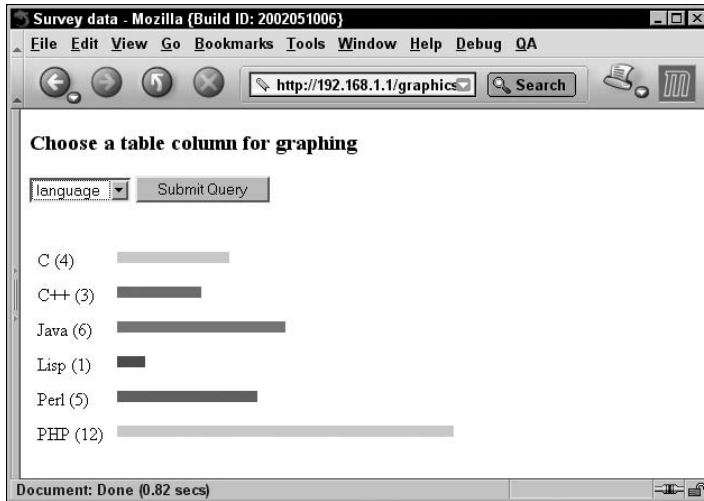 Survey data - Mozilla {Build ID: 2002051006}
File Edit View Go Bookmarks Tools Window Help Debug QA
http://192.168.1.1/graphics Search
Choose a table column for graphing
language Submit Query
C (4)
C++ (3)
Java (6)
Lisp (1)
Perl (5)
PHP (12)
Document: Done (0.82 secs)